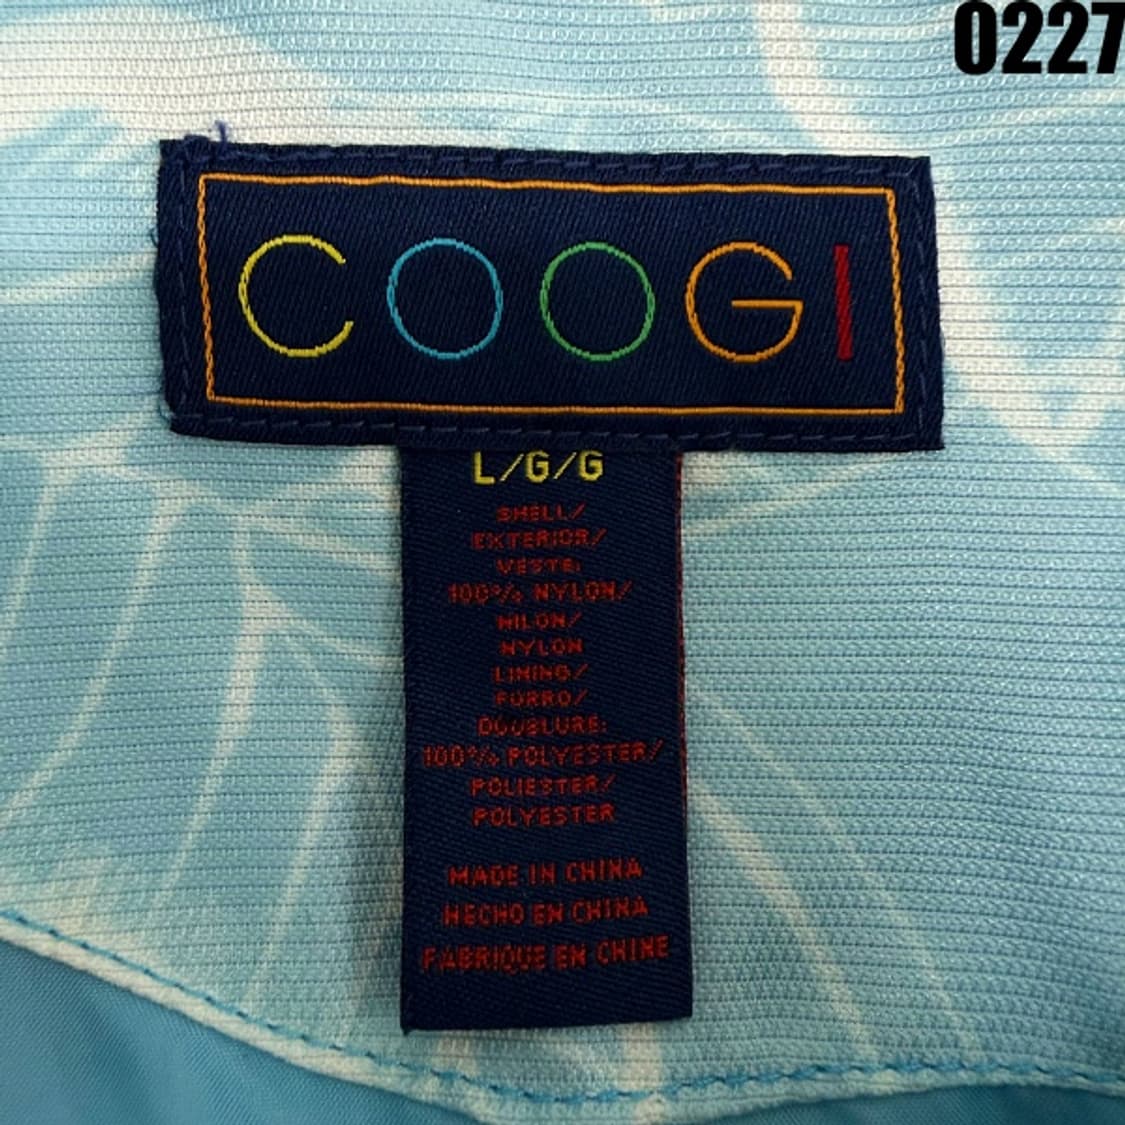 0227
COOGI
L/G/G
SHELL/
EXTERIOR/
VESTE:
100% NYLON/
NILON/
NYLON
LINING/
FORRO/
DOUBLURE:
100% POLYESTER/
POLIESTER/
POLYESTER
MADE IN CHINA
HECHO EN CHINA
FABRIQUE EN CHINE